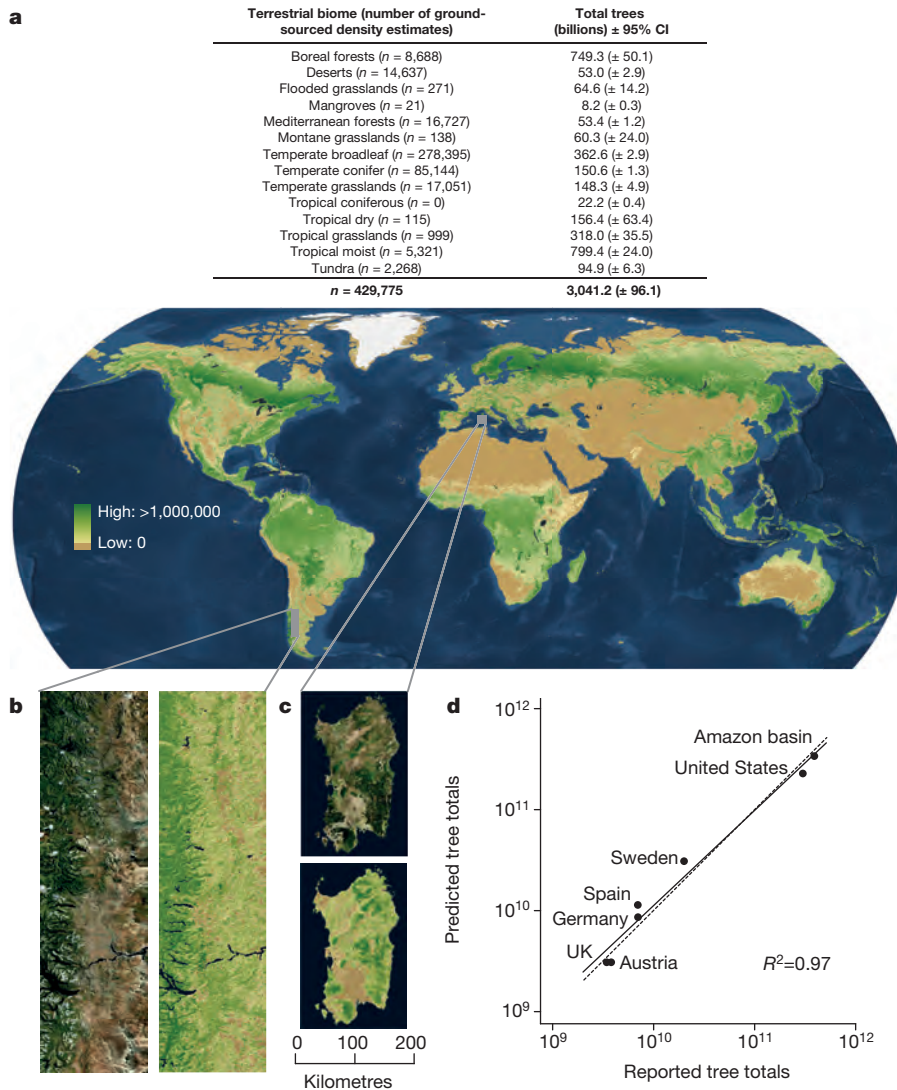 a
Terrestrial biome (number of ground-sourced density estimates) Total trees (billions) ± 95% CI
Boreal forests (n = 8,688) 749.3 (± 50.1)
Deserts (n = 14,637) 53.0 (± 2.9)
Flooded grasslands (n = 271) 64.6 (± 14.2)
Mangroves (n = 21) 8.2 (± 0.3)
Mediterranean forests (n = 16,727) 53.4 (± 1.2)
Montane grasslands (n = 138) 60.3 (± 24.0)
Temperate broadleaf (n = 278,395) 362.6 (± 2.9)
Temperate conifer (n = 85,144) 150.6 (± 1.3)
Temperate grasslands (n = 17,051) 148.3 (± 4.9)
Tropical coniferous (n = 0) 22.2 (± 0.4)
Tropical dry (n = 115) 156.4 (± 63.4)
Tropical grasslands (n = 999) 318.0 (± 35.5)
Tropical moist (n = 5,321) 799.4 (± 24.0)
Tundra (n = 2,268) 94.9 (± 6.3)
n = 429,775 3,041.2 (± 96.1)
High: >1,000,000
Low: 0
b
c
0 100 200
Kilometres
d
Predicted tree totals
10¹²
10¹¹
10¹⁰
10⁹
Amazon basin
United States
Sweden
Spain
Germany
UK
Austria
R²=0.97
10⁹ 10¹⁰ 10¹¹ 10¹²
Reported tree totals